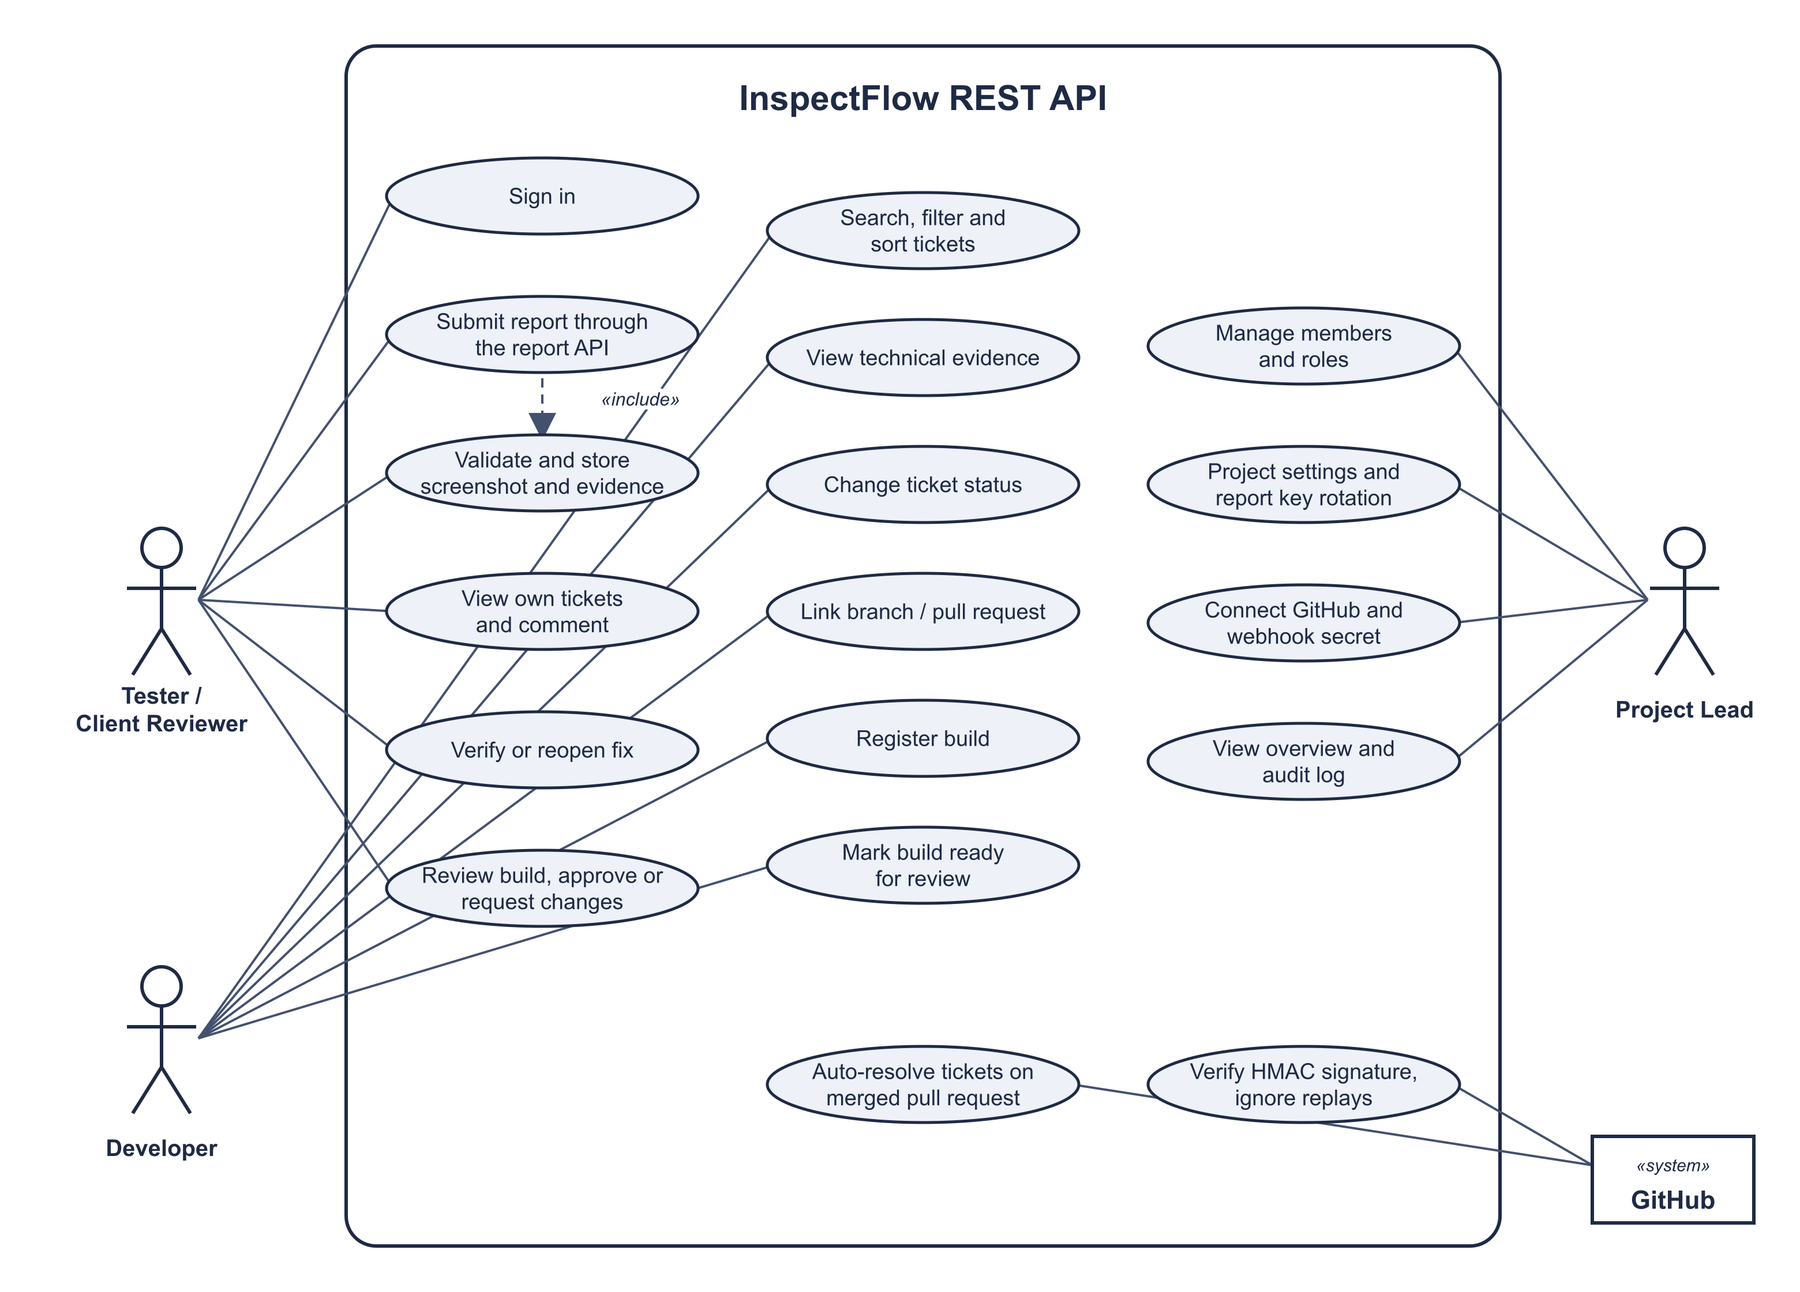 InspectFlow REST API
Sign in
Submit report through
the report API
«include»
Validate and store
screenshot and evidence
View own tickets
and comment
Verify or reopen fix
Review build, approve or
request changes
Search, filter and
sort tickets
View technical evidence
Change ticket status
Link branch / pull request
Register build
Mark build ready
for review
Auto-resolve tickets on
merged pull request
Manage members
and roles
Project settings and
report key rotation
Connect GitHub and
webhook secret
View overview and
audit log
Verify HMAC signature,
ignore replays
Tester /
Client Reviewer
Developer
Project Lead
«system»
GitHub